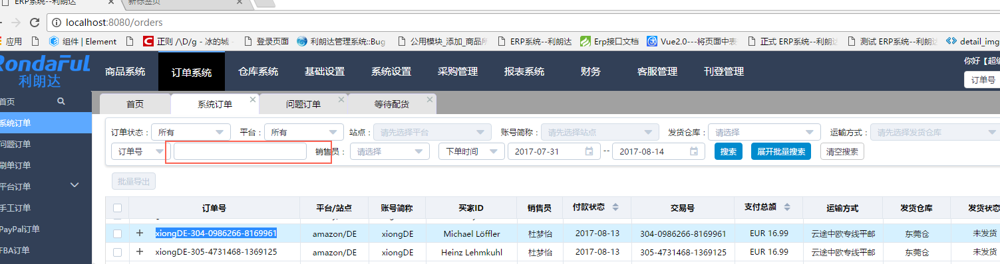 ERP系统--利朗达 新标签页
localhost:8080/orders
应用 组件 | Element 正则 /\D/g - 冰的城 登录页面 利朗达管理系统::Bug 公用模块_添加_商品所 ERP系统--利朗达 Erp接口文档 Vue2.0---将页面中表 正式 ERP系统--利朗达 测试 ERP系统--利朗达 detail_img
RONDAFUL
利朗达
商品系统 订单系统 仓库系统 基础设置 系统设置 采购管理 报表系统 财务 客服管理 刊登管理
你好【超级
订单号
首页 首页 系统订单 问题订单 等待配货
系统订单
问题订单
刷单订单
平台订单
手工订单
PayPal订单
FBA订单
订单状态： 所有 平台： 所有 站点： 请先选择平台 账号简称： 请先选择站点 发货仓库： 请选择 运输方式： 请先选择发货仓库
订单号 销售员： 请选择 下单时间 2017-07-31 -- 2017-08-14 搜索 展开批量搜索 清空搜索
批量导出
订单号 平台/站点 账号简称 买家ID 销售员 付款状态 交易号 支付总额 运输方式 发货仓库 发货状态
xiongDE-304-0986266-8169961 amazon/DE xiongDE Michael Löffler 杜梦怡 2017-08-13 304-0986266-8169961 EUR 16.99 云途中欧专线平邮 东莞仓 未发货
xiongDE-305-4731468-1369125 amazon/DE xiongDE Heinz Lehmkuhl 杜梦怡 2017-08-13 305-4731468-1369125 EUR 16.99 云途中欧专线平邮 东莞仓 未发货